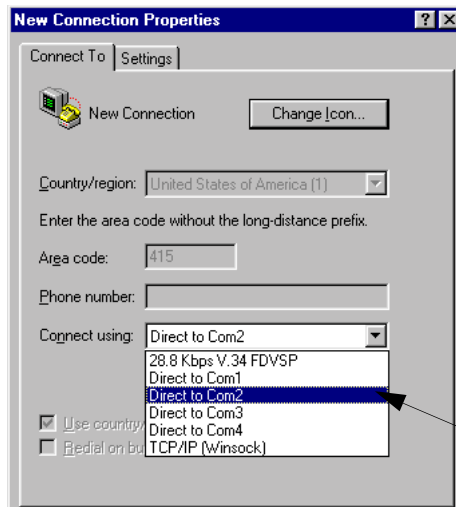 New Connection Properties
Connect To Settings
New Connection Change Icon...
Country/region: United States of America (1)
Enter the area code without the long-distance prefix.
Area code: 415
Phone number:
Connect using: Direct to Com2
28.8 Kbps V.34 FDVSP
Direct to Com1
Direct to Com2
Direct to Com3
Use country/
Direct to Com4
Redial on bu
TCP/IP (Winsock)